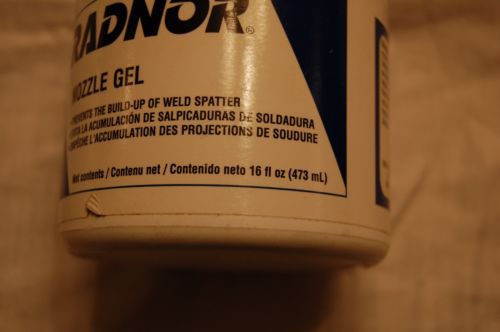 RADNOR®
NOZZLE GEL
PREVENTS THE BUILD-UP OF WELD SPATTER
EVITA LA ACUMULACIÓN DE SALPICADURAS DE SOLDADURA
EMPÊCHE L'ACCUMULATION DES PROJECTIONS DE SOUDURE
Net contents / Contenu net / Contenido neto 16 fl oz (473 mL)